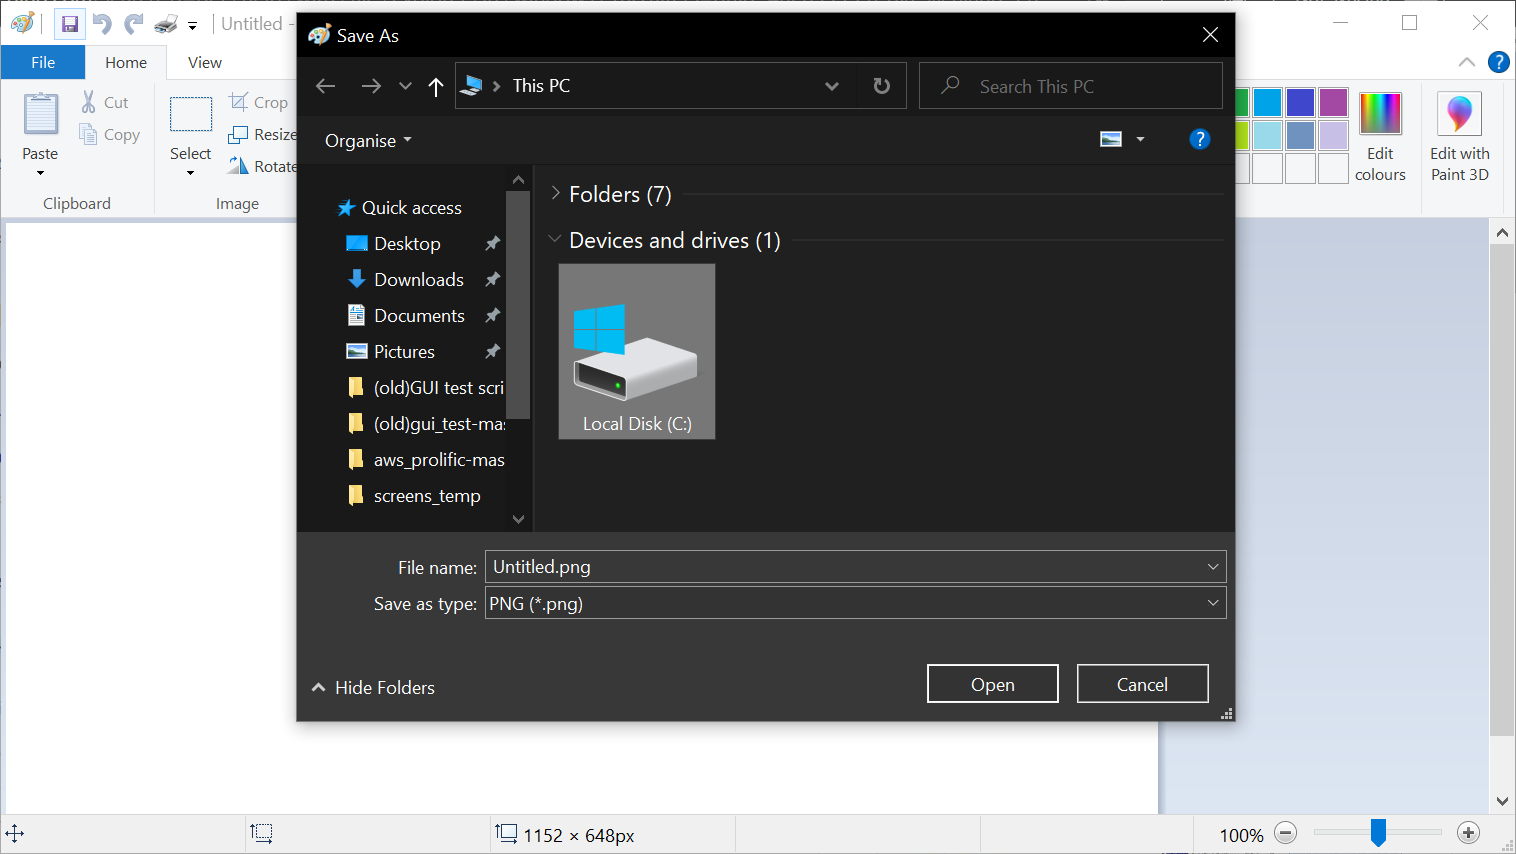 Untitled -
Save As
File
Home
View
This PC
Search This PC
Cut
Copy
Paste
Clipboard
Select
Crop
Resize
Rotate
Image
Organise
Edit
colours
Edit with
Paint 3D
Quick access
Desktop
Downloads
Documents
Pictures
(old)GUI test scri
(old)gui_test-mas
aws_prolific-mas
screens_temp
Folders (7)
Devices and drives (1)
Local Disk (C:)
File name: Untitled.png
Save as type: PNG (*.png)
Hide Folders
Open
Cancel
1152 × 648px
100%